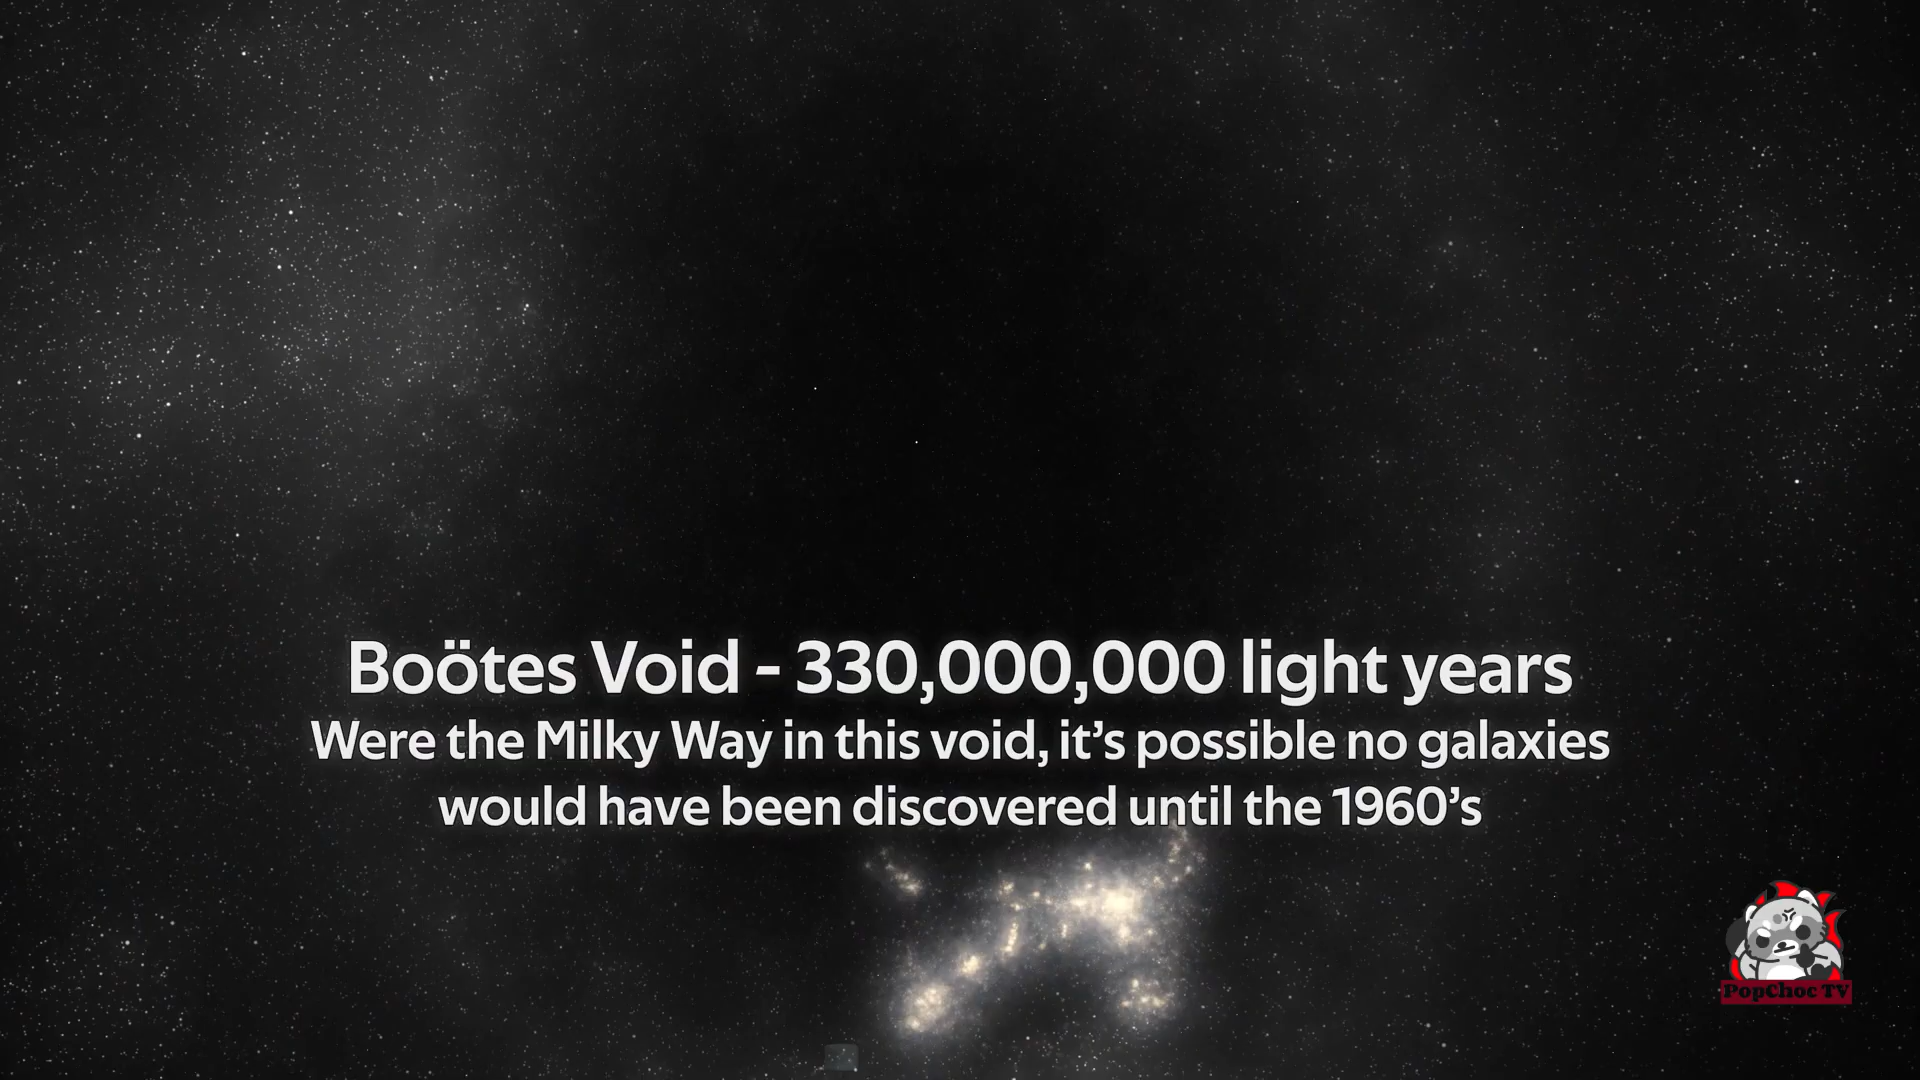 Boötes Void - 330,000,000 light years
Were the Milky Way in this void, it’s possible no galaxies
would have been discovered until the 1960’s
PopChoc TV